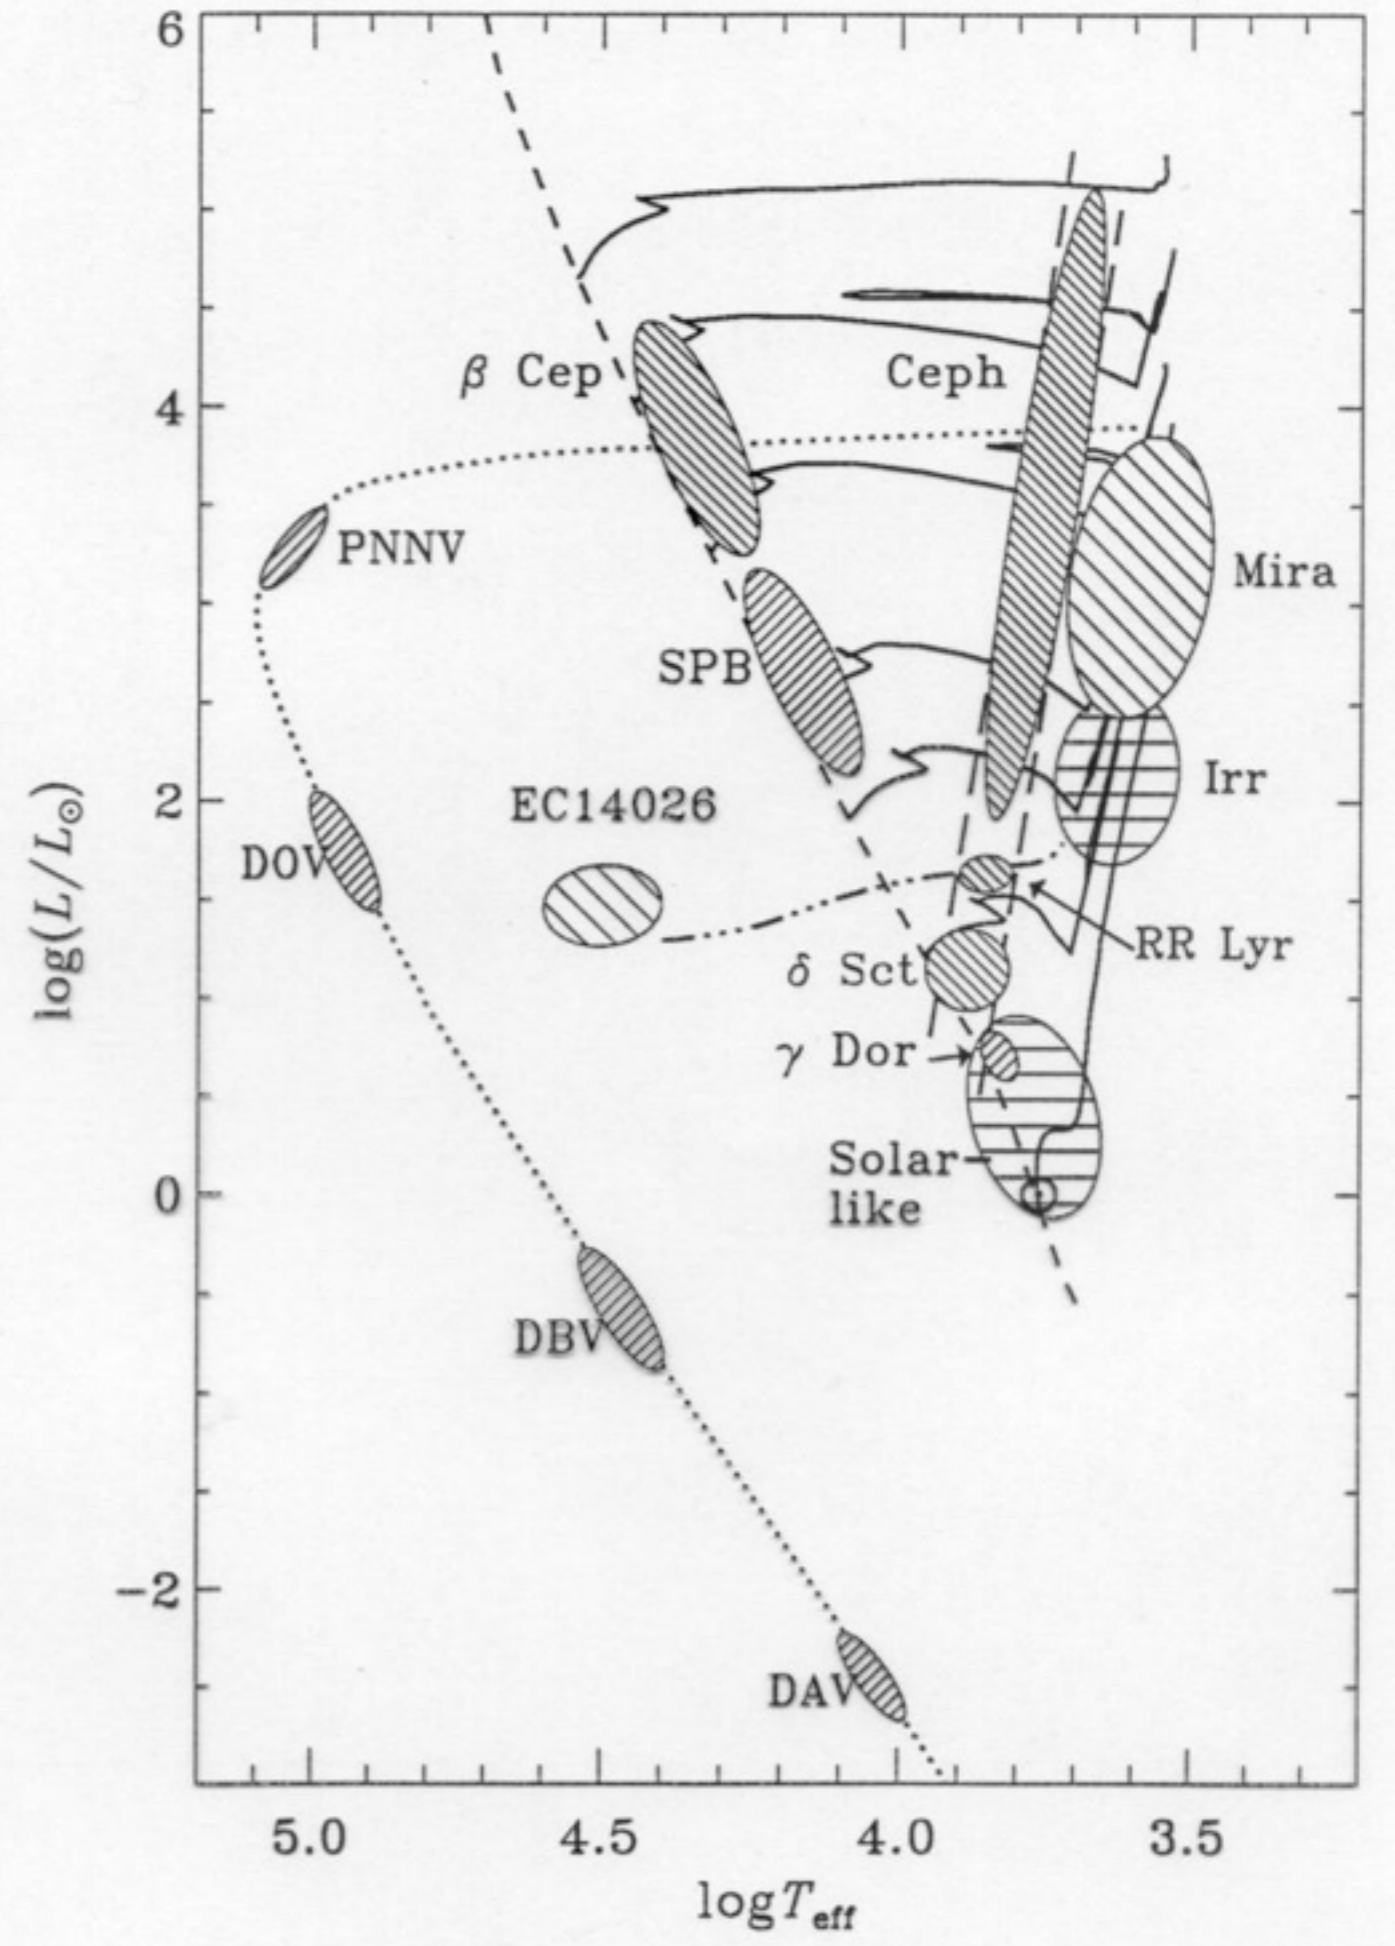 6
β Cep
Ceph
4
PNNV
Mira
SPB
Irr
EC14026
2
DOV
RR Lyr
δ Sct
γ Dor
Solar
like
0
DBV
-2
DAV
log(L/L⊙)
5.0 4.5 4.0 3.5
logTeff